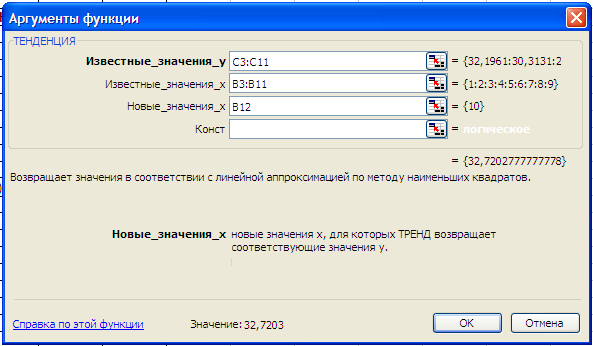 Аргументы функции
ТЕНДЕНЦИЯ
Известные_значения_y C3:C11 = {32,1961:30,3131:2
Известные_значения_x B3:B11 = {1:2:3:4:5:6:7:8:9}
Новые_значения_x B12 = {10}
Конст = логическое
= {32,7202777777778}
Возвращает значения в соответствии с линейной аппроксимацией по методу наименьших квадратов.
Новые_значения_x новые значения x, для которых ТРЕНД возвращает
соответствующие значения y.
Справка по этой функции Значение: 32,7203 ОК Отмена